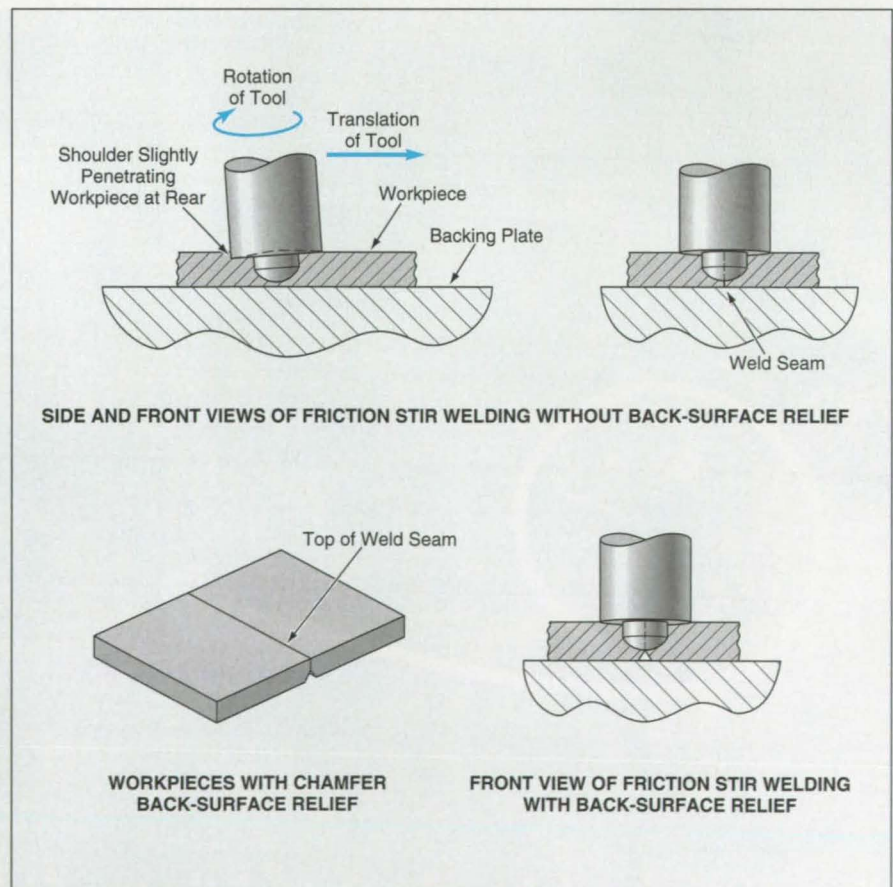 Rotation
of Tool
Translation
of Tool
Shoulder Slightly
Penetrating
Workpiece at Rear
Workpiece
Backing Plate
Weld Seam
SIDE AND FRONT VIEWS OF FRICTION STIR WELDING WITHOUT BACK-SURFACE RELIEF
Top of Weld Seam
WORKPIECES WITH CHAMFER
BACK-SURFACE RELIEF
FRONT VIEW OF FRICTION STIR WELDING
WITH BACK-SURFACE RELIEF